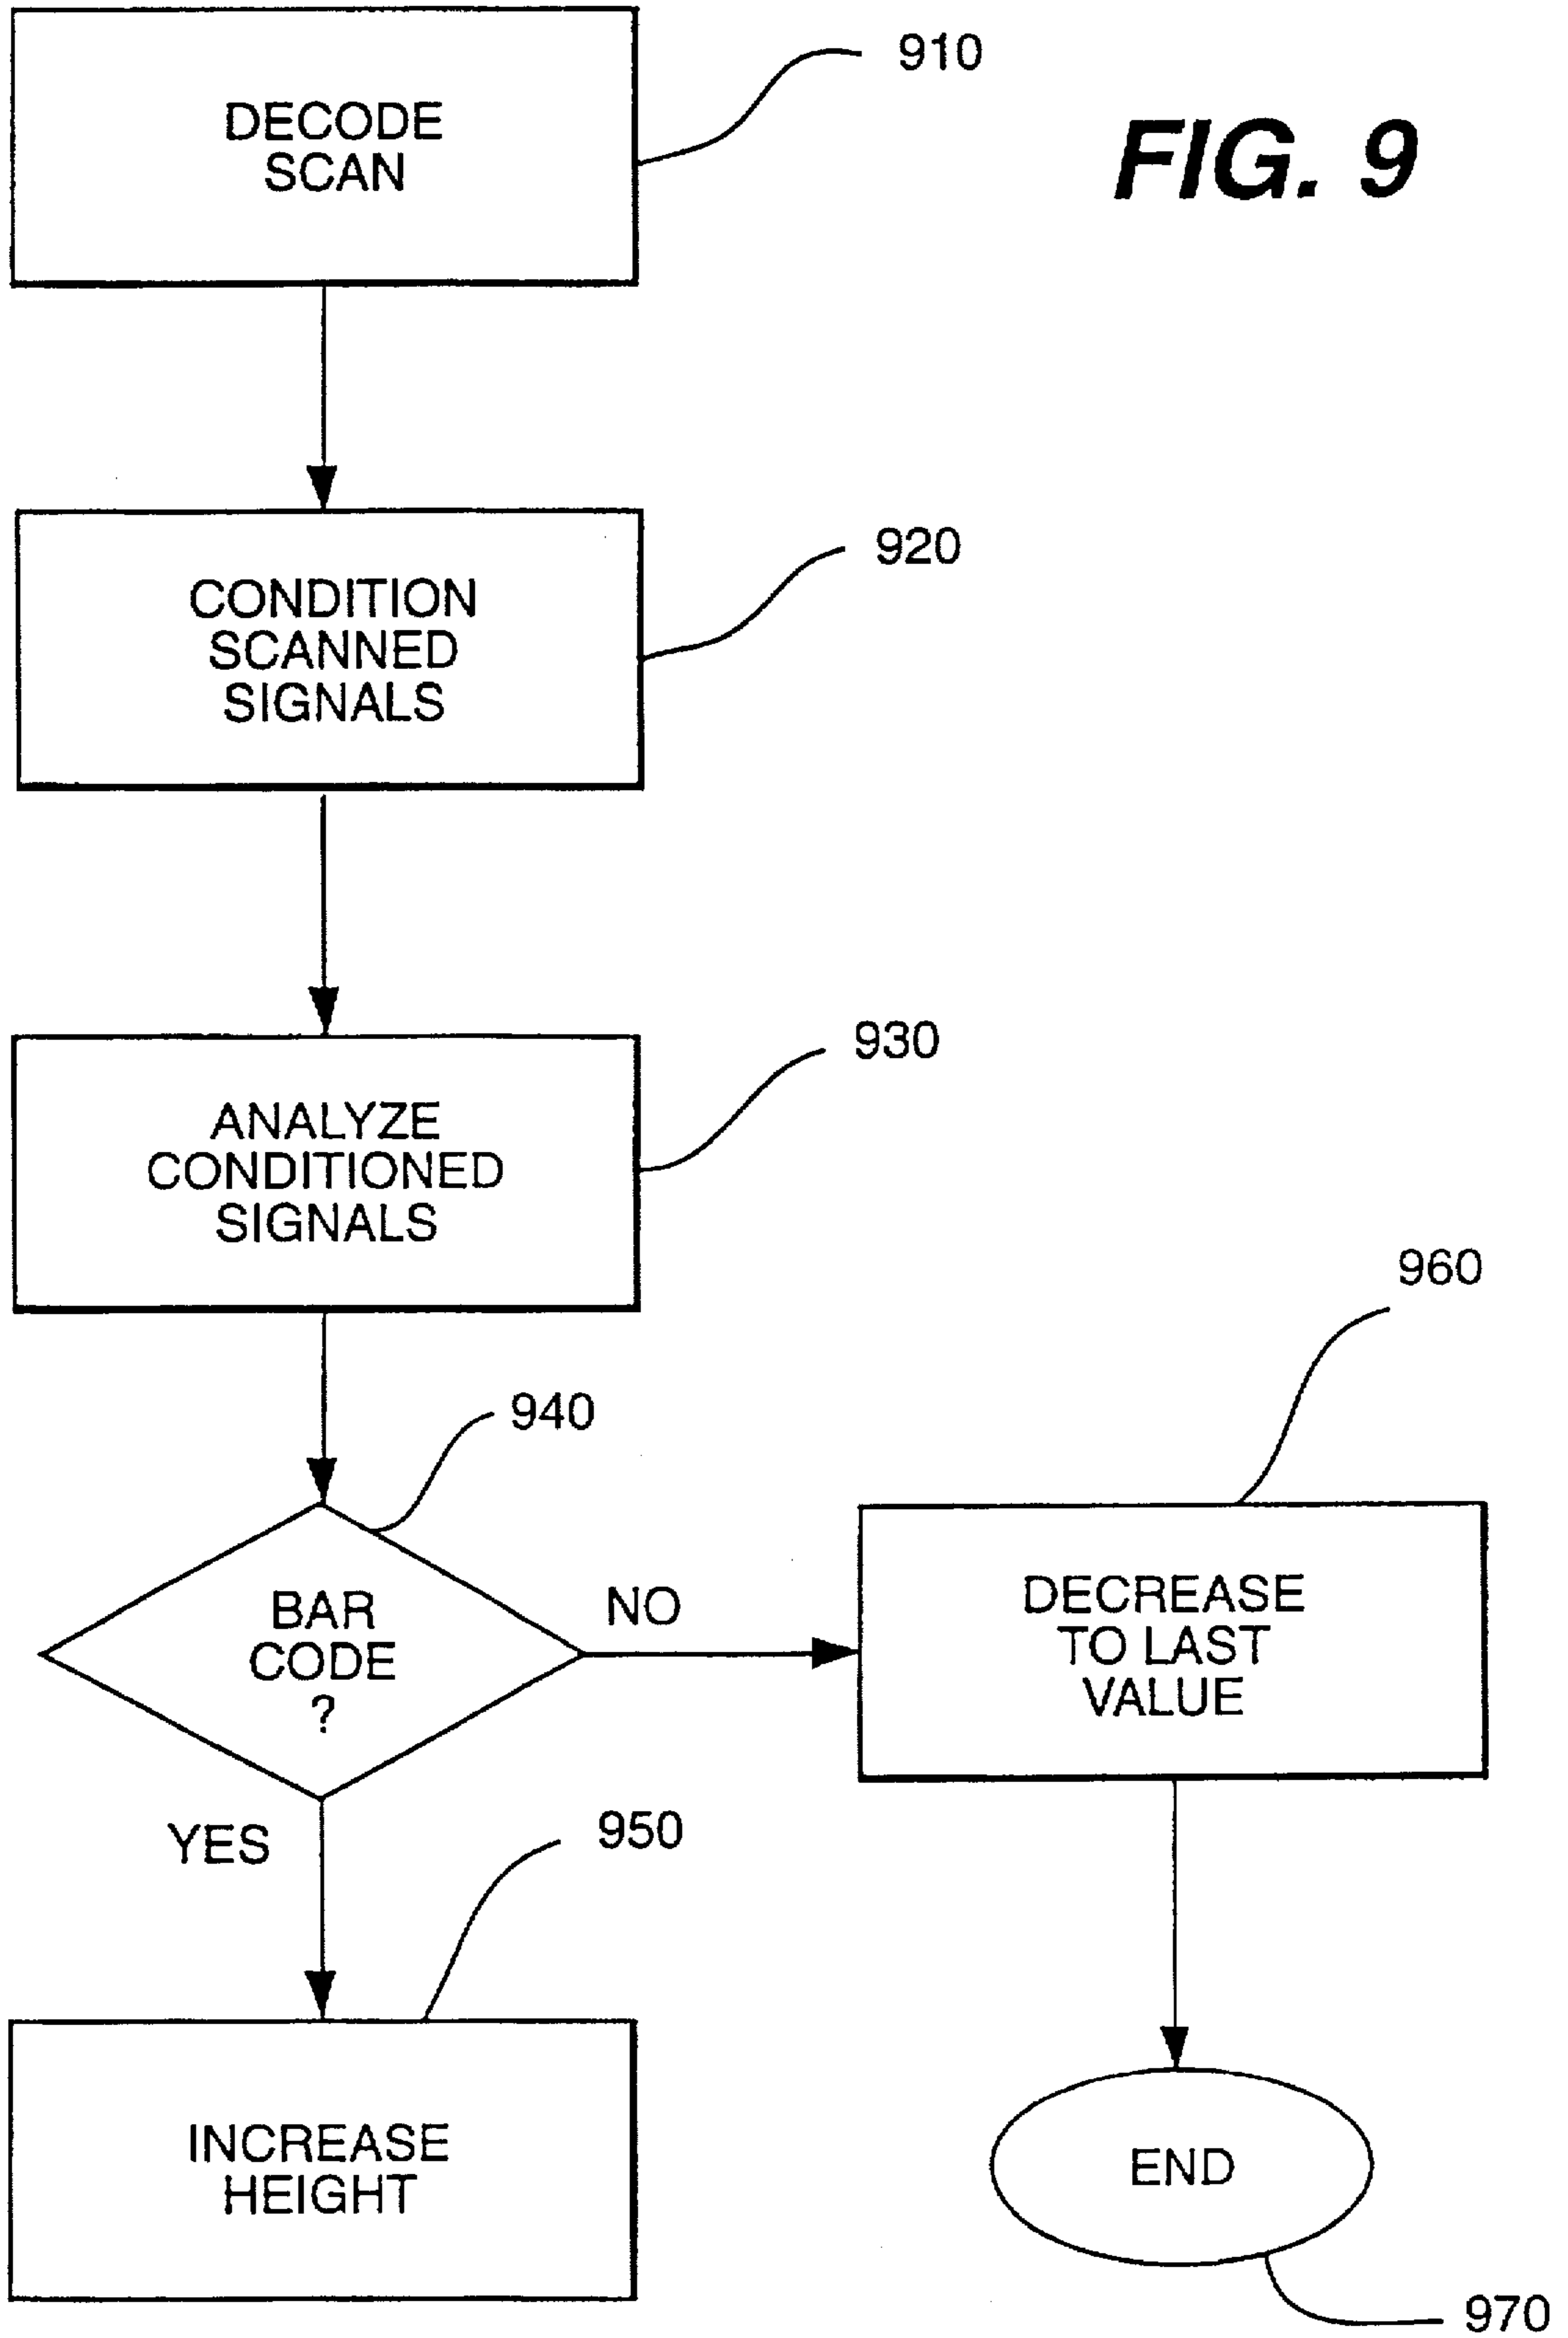 910
FIG. 9
DECODE
SCAN
920
CONDITION
SCANNED
SIGNALS
930
ANALYZE
CONDITIONED
SIGNALS
960
940
BAR
CODE
?
NO
DECREASE
TO LAST
VALUE
YES
950
INCREASE
HEIGHT
END
970